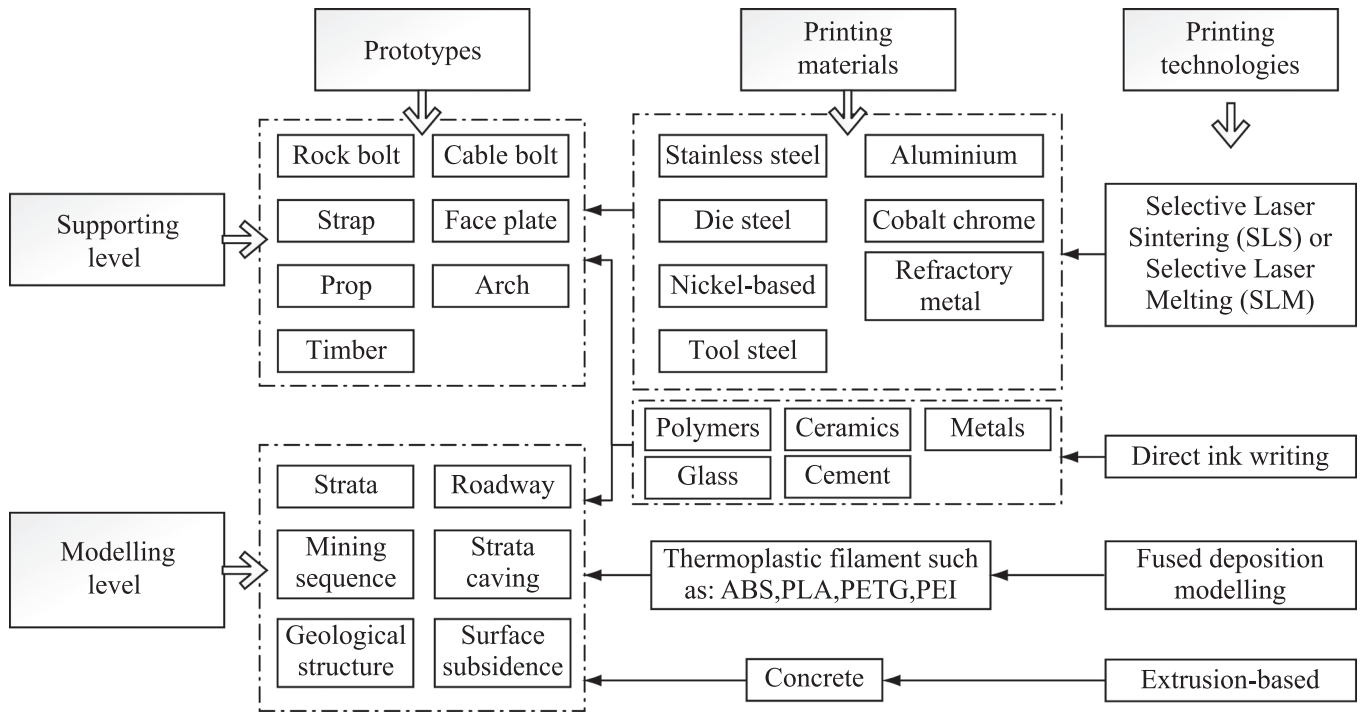 Prototypes
Printing
materials
Printing
technologies
Supporting
level
Rock bolt
Cable bolt
Strap
Face plate
Prop
Arch
Timber
Stainless steel
Aluminium
Die steel
Cobalt chrome
Nickel-based
Refractory
metal
Tool steel
Selective Laser
Sintering (SLS) or
Selective Laser
Melting (SLM)
Polymers
Ceramics
Metals
Glass
Cement
Direct ink writing
Modelling
level
Strata
Roadway
Mining
sequence
Strata
caving
Geological
structure
Surface
subsidence
Thermoplastic filament such
as: ABS,PLA,PETG,PEI
Fused deposition
modelling
Concrete
Extrusion-based